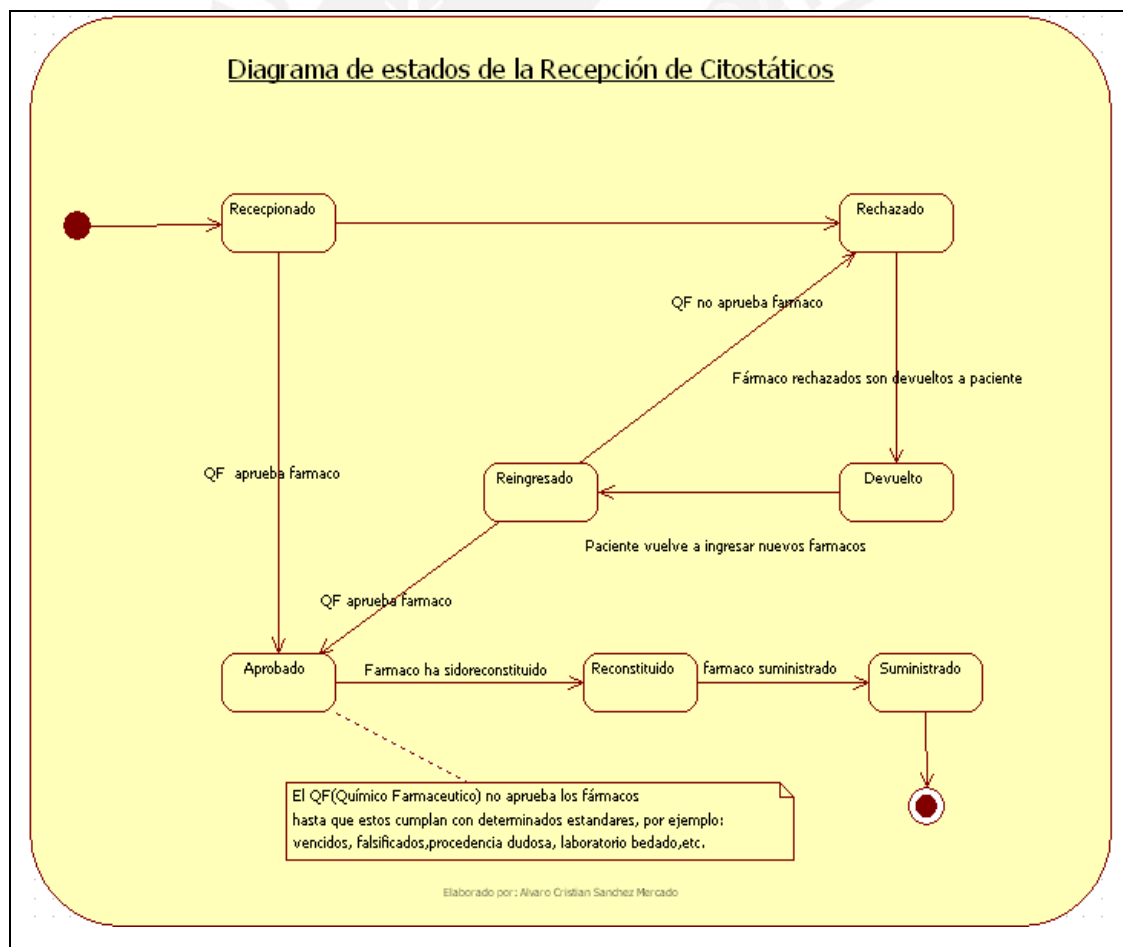 Diagrama de estados de la Recepción de Citostáticos
Rececpionado
Rechazado
QF no aprueba farmaco
Fármaco rechazados son devueltos a paciente
QF aprueba farmaco
Reingresado
Devuelto
Paciente vuelve a ingresar nuevos farmacos
QF aprueba farmaco
Aprobado
Farmaco ha sidoreconstituido
Reconstituido
farmaco suministrado
Suministrado
El QF(Químico Farmaceutico) no aprueba los fármacos
hasta que estos cumplan con determinados estandares, por ejemplo:
vencidos, falsificados,procedencia dudosa, laboratorio bedado,etc.
Elaborado por: Alvaro Cristian Sanchez Mercado